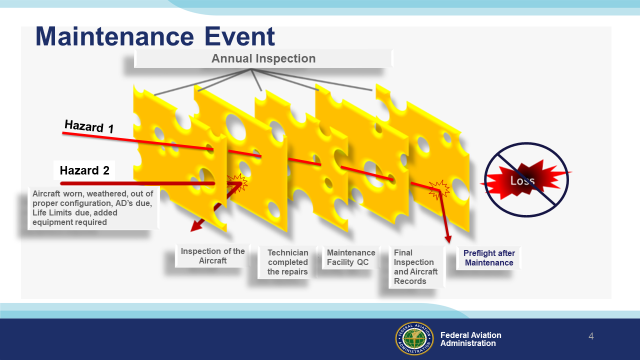 Maintenance Event
Annual Inspection
Hazard 1
Hazard 2
Aircraft worn, weathered, out of
proper configuration, AD's due,
Life Limits due, added
equipment required
Loss
Inspection of the
Aircraft
Technician
completed
the repairs
Maintenance
Facility QC
Final
Inspection
and Aircraft
Records
Preflight after
Maintenance
Federal Aviation
Administration
4